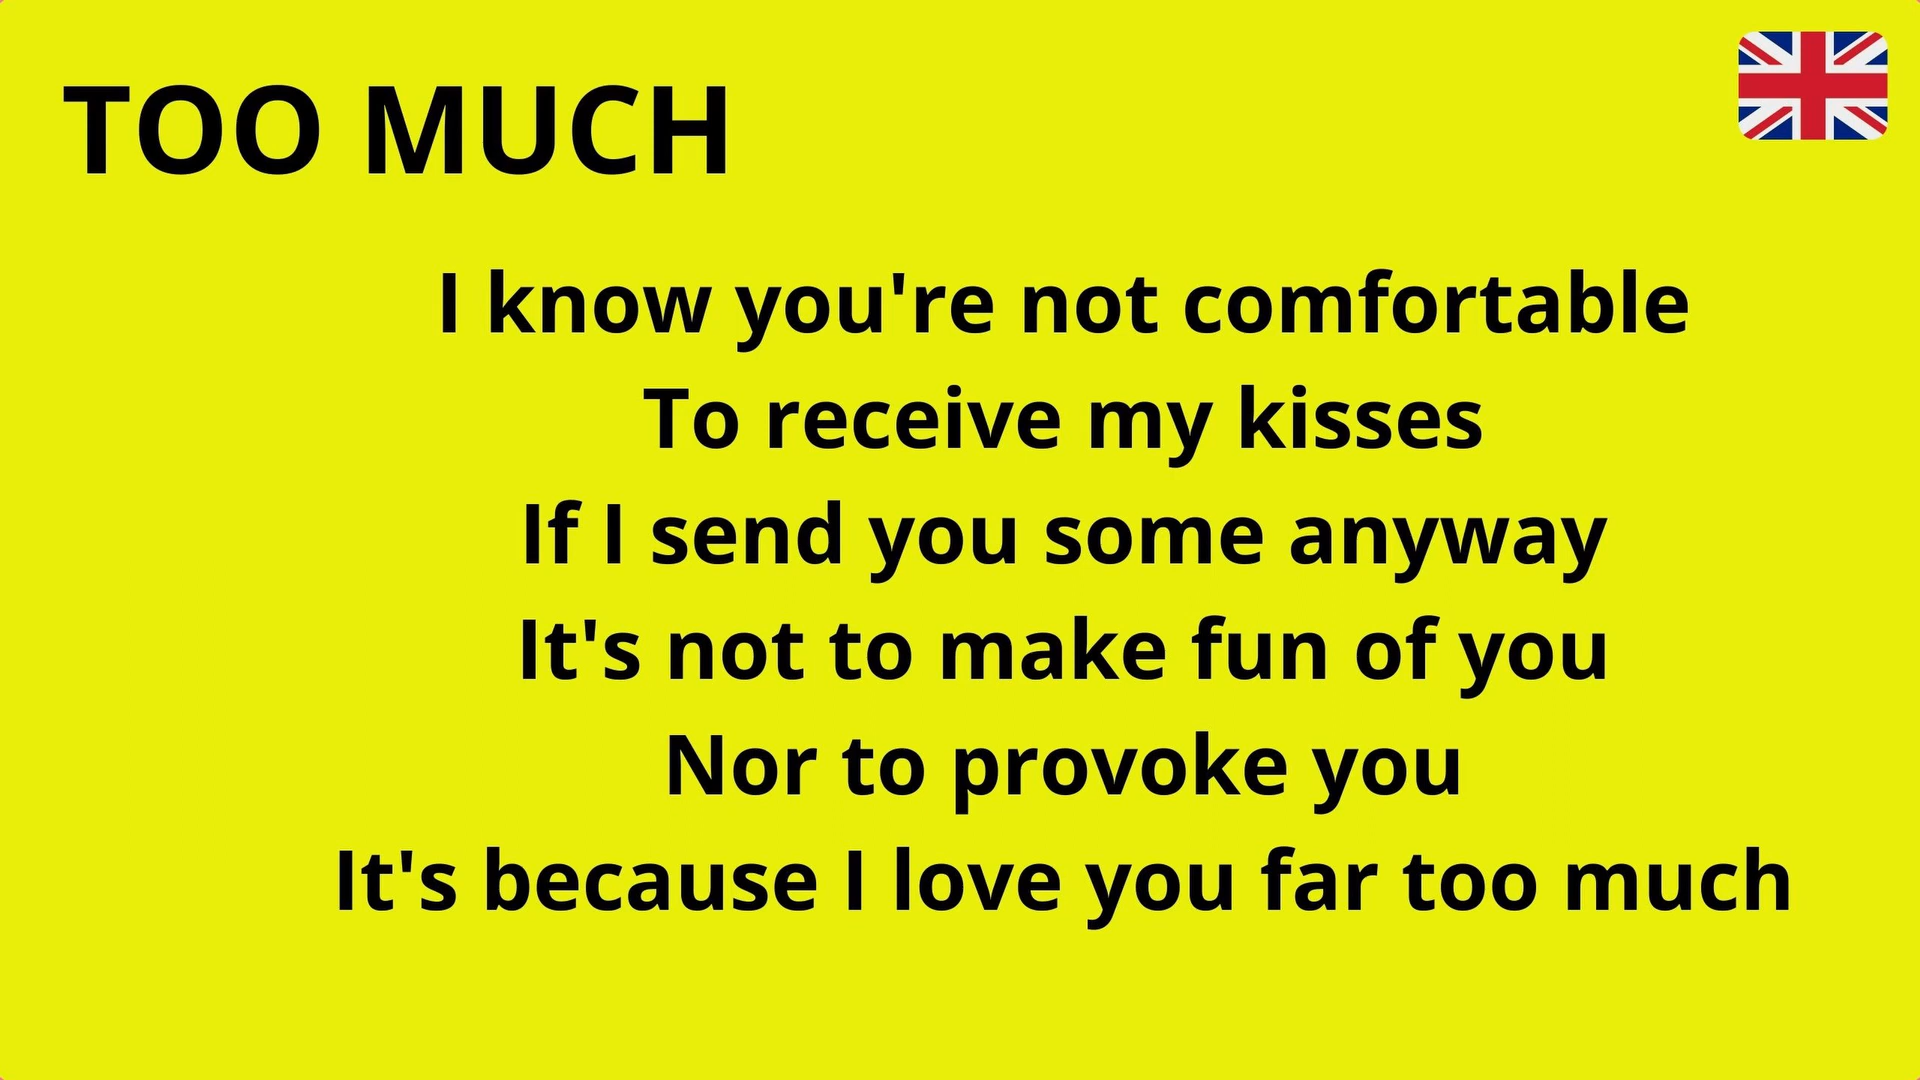 TOO MUCH
I know you're not comfortable
To receive my kisses
If I send you some anyway
It's not to make fun of you
Nor to provoke you
It's because I love you far too much